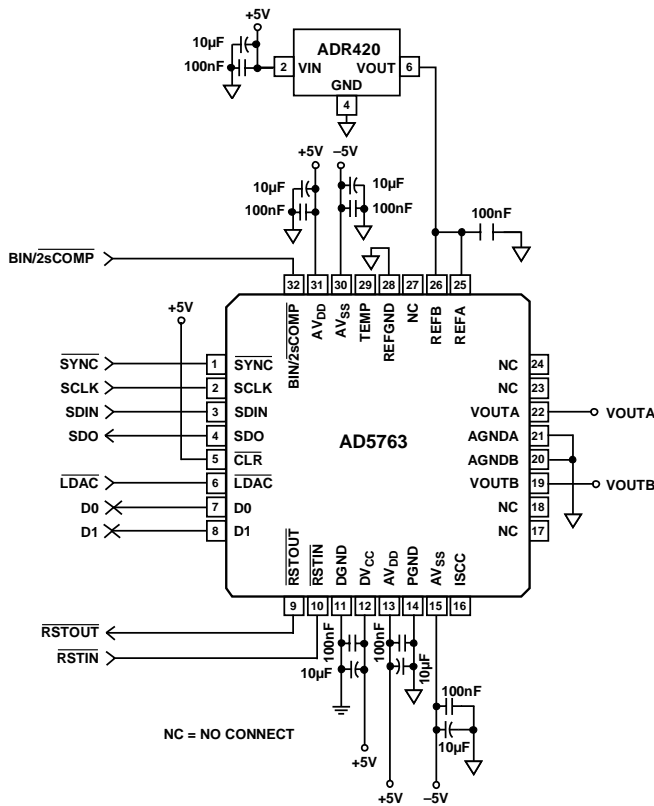 +5V
10µF
100nF
ADR420
2 VIN VOUT 6
GND
4
+5V –5V
10µF 10µF
100nF 100nF
100nF
BIN/2sCOMP
32 31 30 29 28 27 26 25
BIN/2sCOMP AVDD AVSS TEMP REFGND NC REFB REFA
+5V
SYNC 1 SYNC
SCLK 2 SCLK
SDIN 3 SDIN
SDO 4 SDO
5 CLR
LDAC 6 LDAC
D0 7 D0
D1 8 D1
AD5763
NC 24
NC 23
VOUTA 22 VOUTA
AGNDA 21
AGNDB 20
VOUTB 19 VOUTB
NC 18
NC 17
RSTOUT RSTIN DGND DVCC AVDD PGND AVSS ISCC
9 10 11 12 13 14 15 16
RSTOUT
RSTIN
100nF 100nF
10µF 10µF
100nF
10µF
NC = NO CONNECT
+5V
+5V –5V